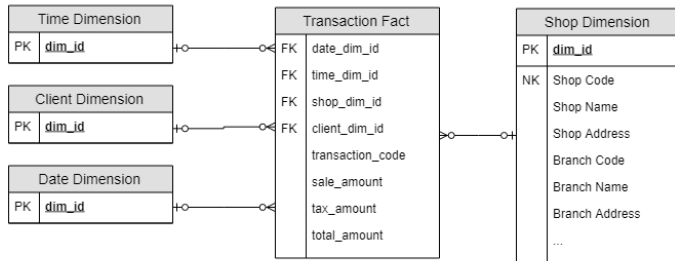 Time Dimension
PK dim_id
Client Dimension
PK dim_id
Date Dimension
PK dim_id
Transaction Fact
FK date_dim_id
FK time_dim_id
FK shop_dim_id
FK client_dim_id
transaction_code
sale_amount
tax_amount
total_amount
Shop Dimension
PK dim_id
NK Shop Code
Shop Name
Shop Address
Branch Code
Branch Name
Branch Address
...